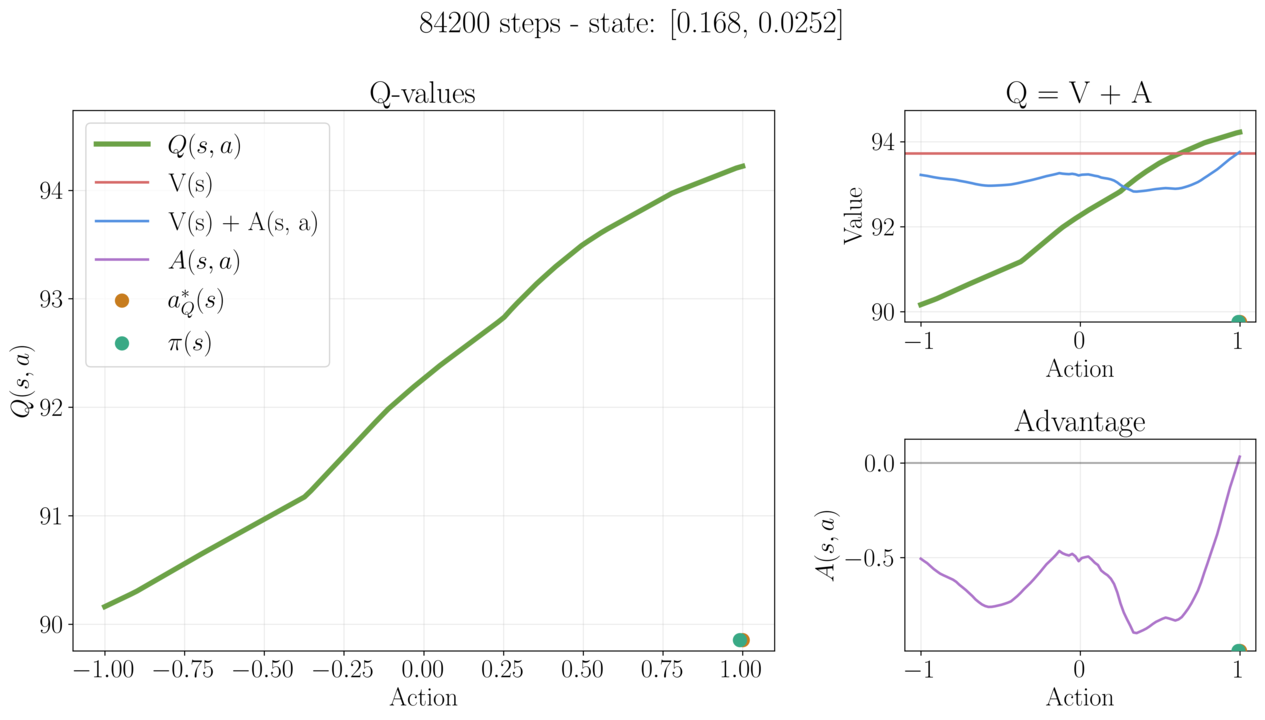 84200 steps - state: [0.168, 0.0252]
Q-values
Q(s, a)
V(s)
V(s) + A(s, a)
A(s, a)
a*Q(s)
π(s)
Q(s, a)
94
93
92
91
90
−1.00 −0.75 −0.50 −0.25 0.00 0.25 0.50 0.75 1.00
Action
Q = V + A
Value
94
92
90
−1 0 1
Action
Advantage
A(s, a)
0.0
−0.5
−1 0 1
Action